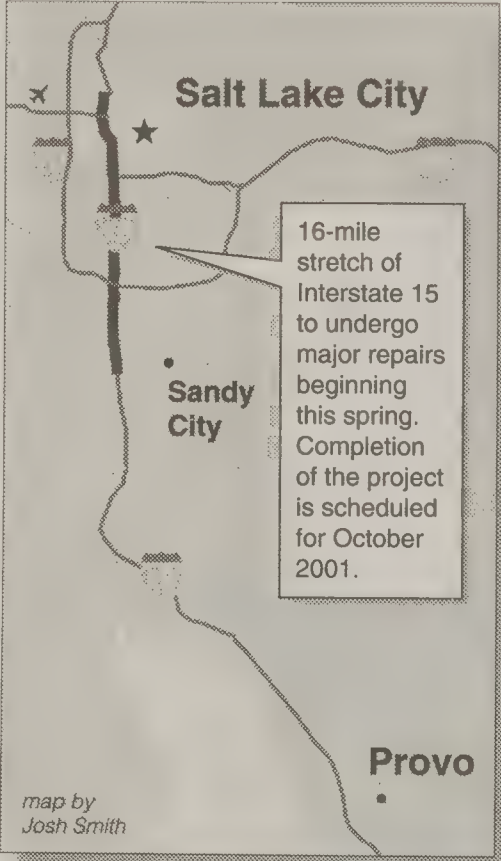 Salt Lake City
16-mile
stretch of
Interstate 15
to undergo
major repairs
beginning
this spring.
Completion
of the project
is scheduled
for October
2001.
Sandy
City
Provo
map by
Josh Smith